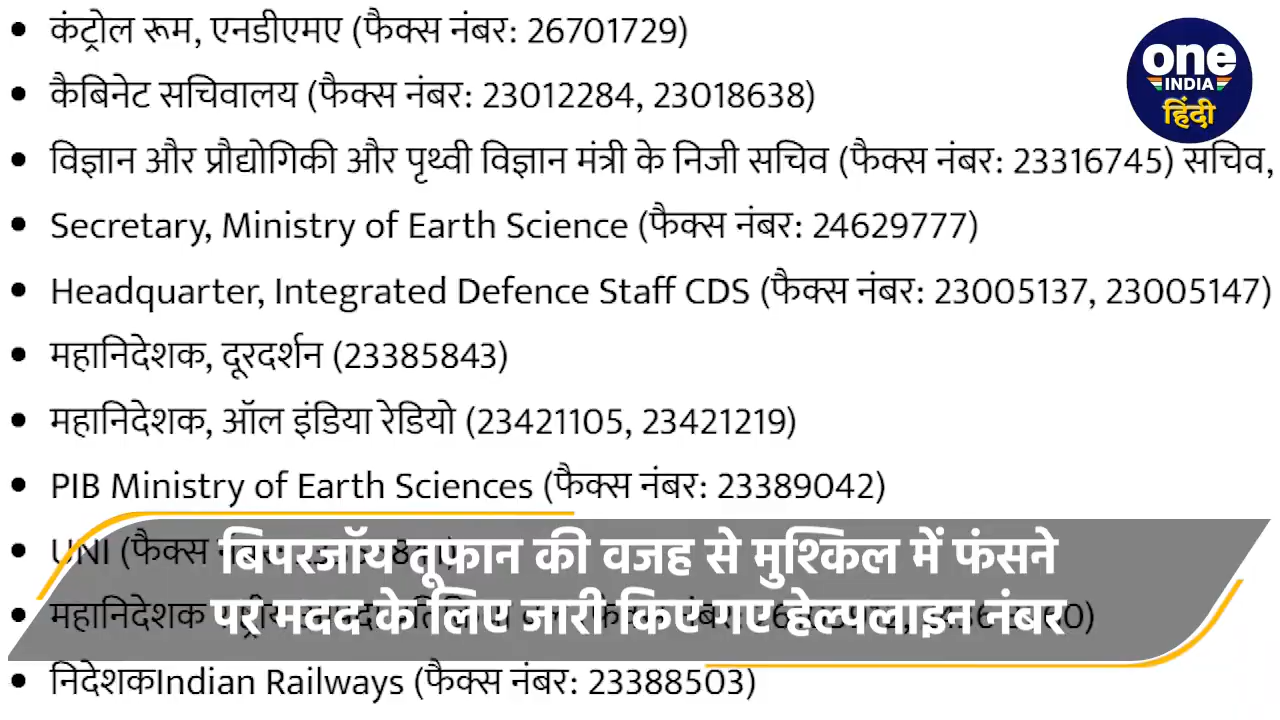 कंट्रोल रूम, एनडीएमए (फैक्स नंबर: 26701729)
कैबिनेट सचिवालय (फैक्स नंबर: 23012284, 23018638)
विज्ञान और प्रौद्योगिकी और पृथ्वी विज्ञान मंत्री के निजी सचिव (फैक्स नंबर: 23316745) सचिव,
Secretary, Ministry of Earth Science (फैक्स नंबर: 24629777)
Headquarter, Integrated Defence Staff CDS (फैक्स नंबर: 23005137, 23005147)
महानिदेशक, दूरदर्शन (23385843)
महानिदेशक, ऑल इंडिया रेडियो (23421105, 23421219)
PIB Ministry of Earth Sciences (फैक्स नंबर: 23389042)
UNI (फैक्स
महानिदेशक
निदेशकIndian Railways (फैक्स नंबर: 23388503)
बिपरजॉय तूफान की वजह से मुश्किल में फंसने
पर मदद के लिए जारी किए गए हेल्पलाइन नंबर
one
INDIA
हिंदी